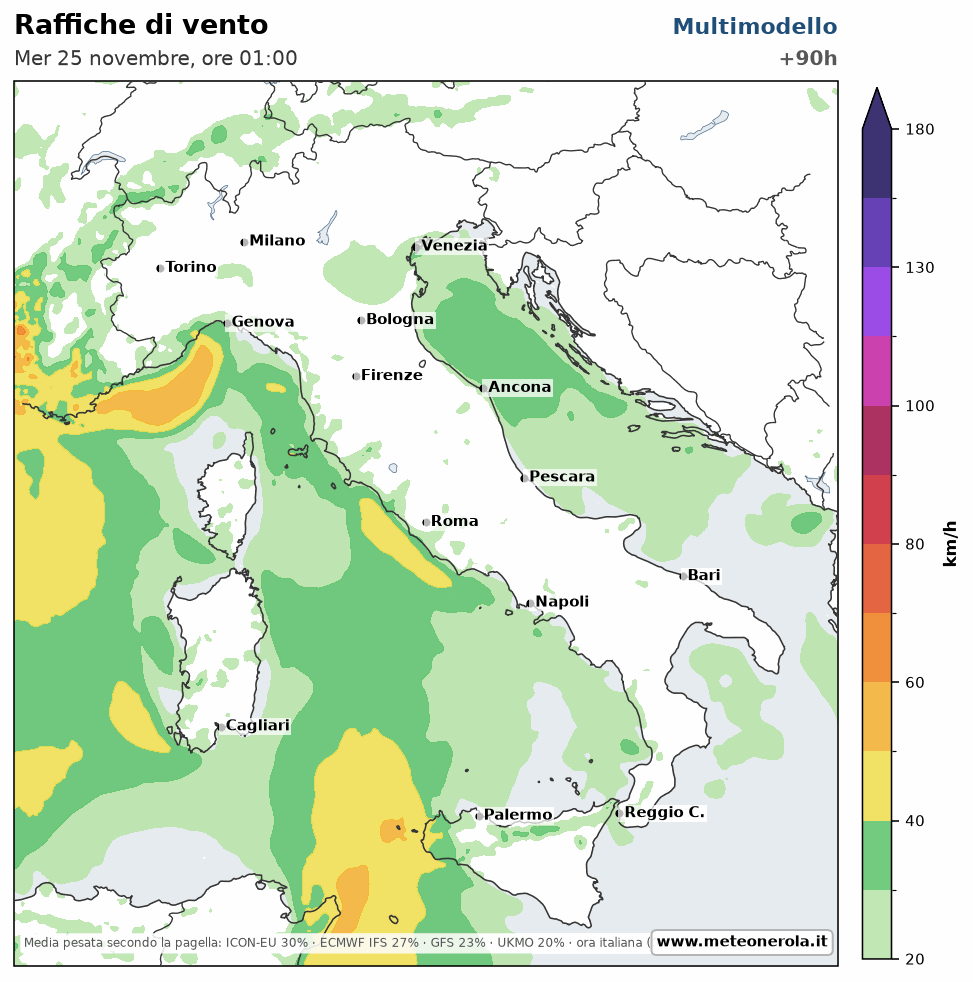 Raffiche di vento
Multimodello
Mer 25 novembre, ore 01:00
+90h
180
130
100
80
60
40
20
km/h
Milano
Venezia
Torino
Genova
Bologna
Firenze
Ancona
Pescara
Roma
Bari
Napoli
Cagliari
Palermo
Reggio C.
Media pesata secondo la pagella: ICON-EU 30% · ECMWF IFS 27% · GFS 23% · UKMO 20% · ora italiana (
www.meteonerola.it